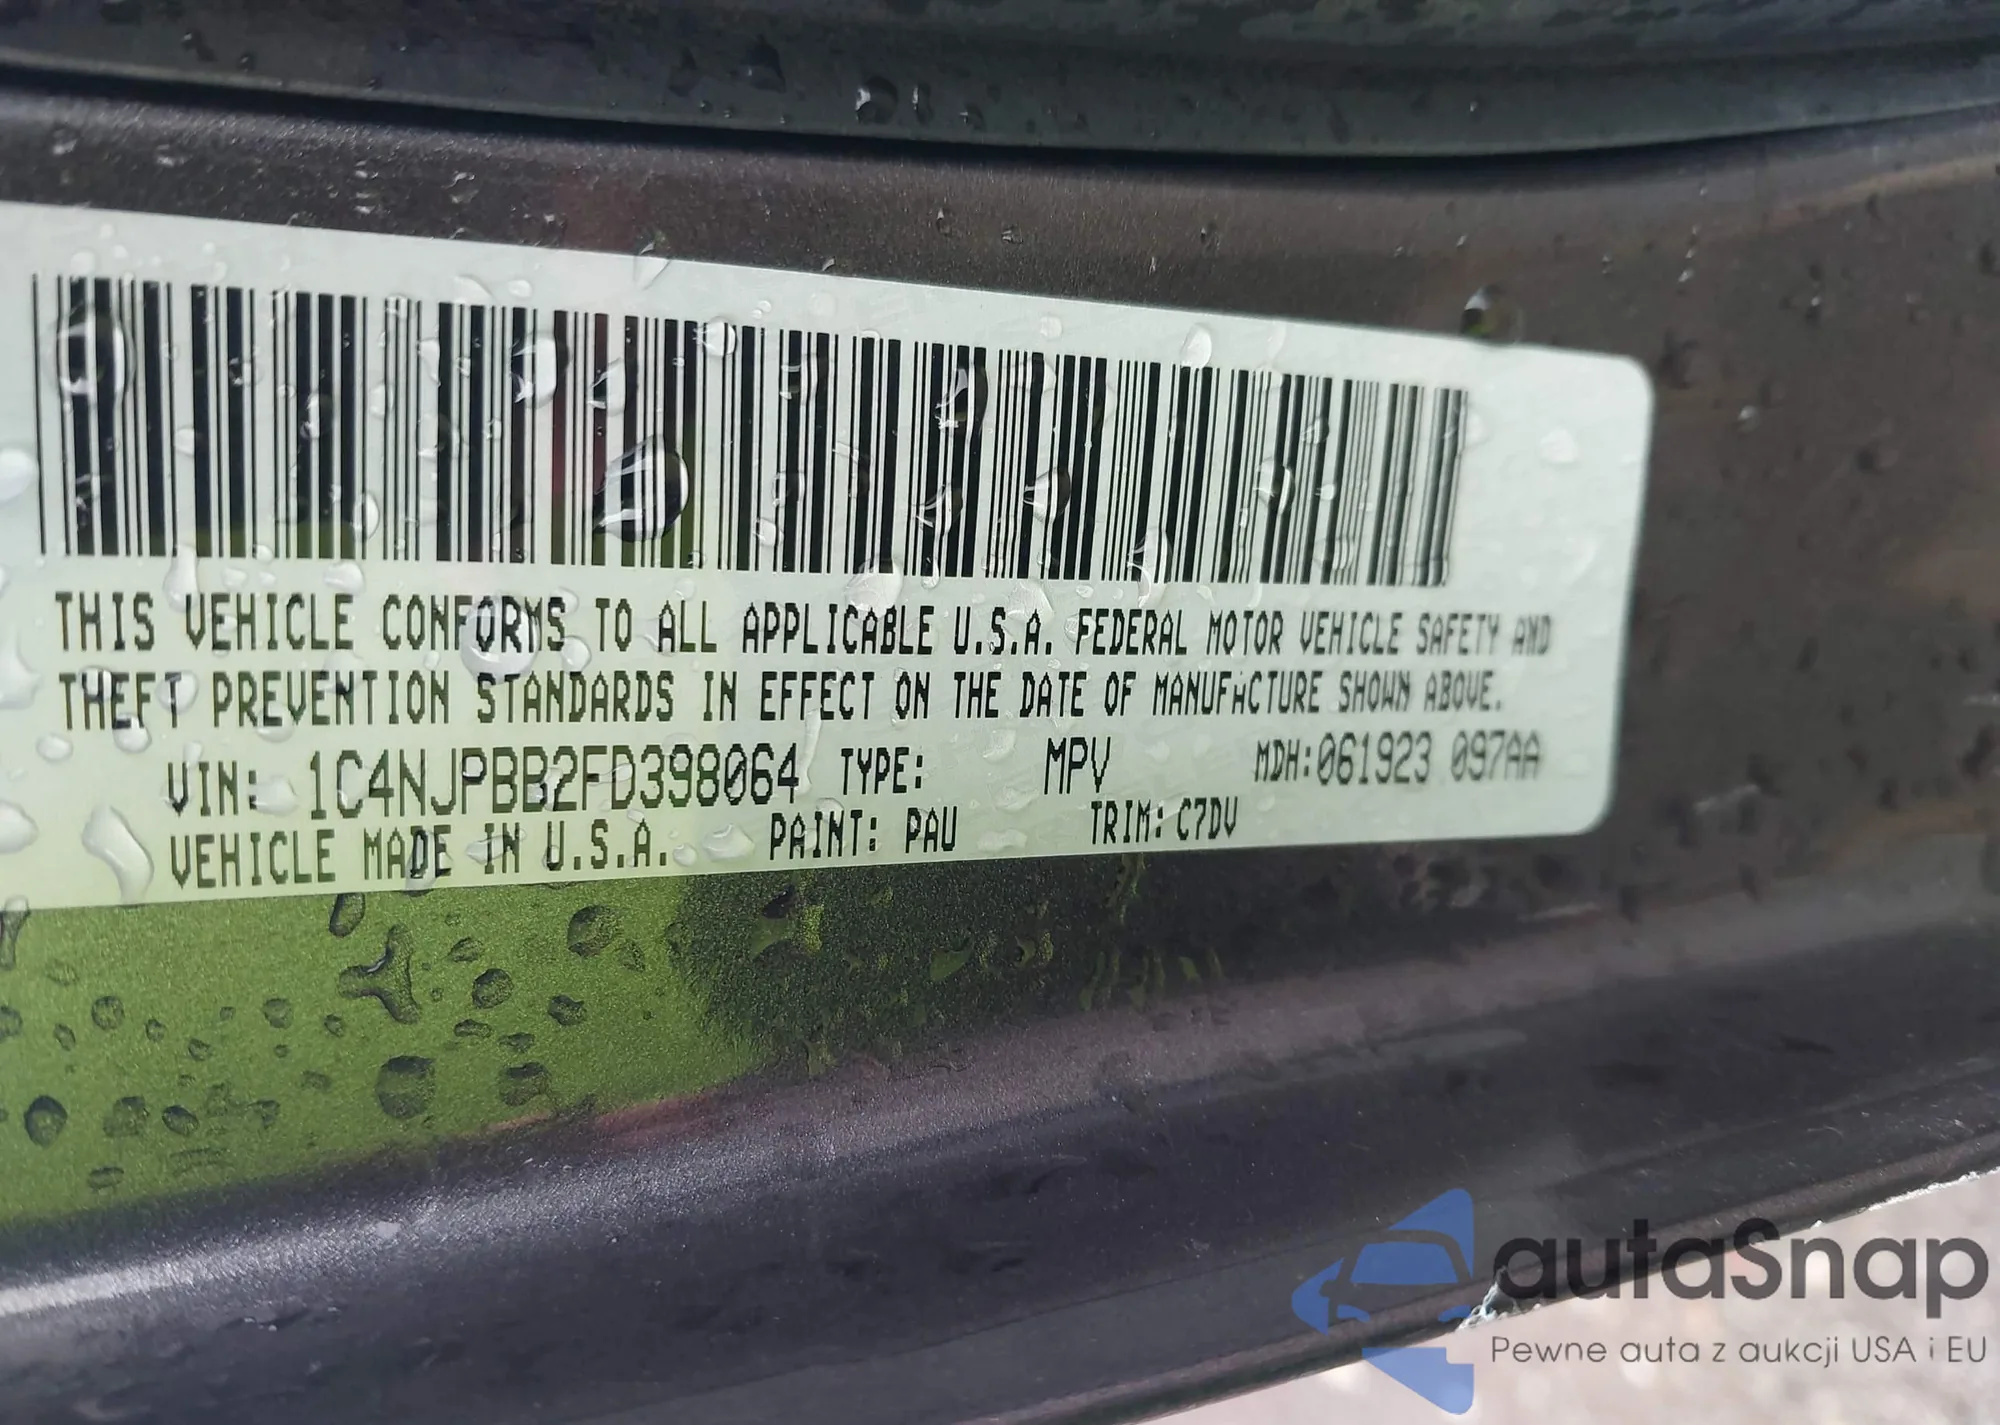 THIS VEHICLE CONFORMS TO ALL APPLICABLE U.S.A. FEDERAL MOTOR VEHICLE SAFETY AND
THEFT PREVENTION STANDARDS IN EFFECT ON THE DATE OF MANUFACTURE SHOWN ABOVE.
VIN: 1C4NJPBB2FD398064 TYPE: MPV MDH:061923 097AA
VEHICLE MADE IN U.S.A. PAINT: PAU TRIM: C7DV
autaSnap
Pewne auta z aukcji USA i EU